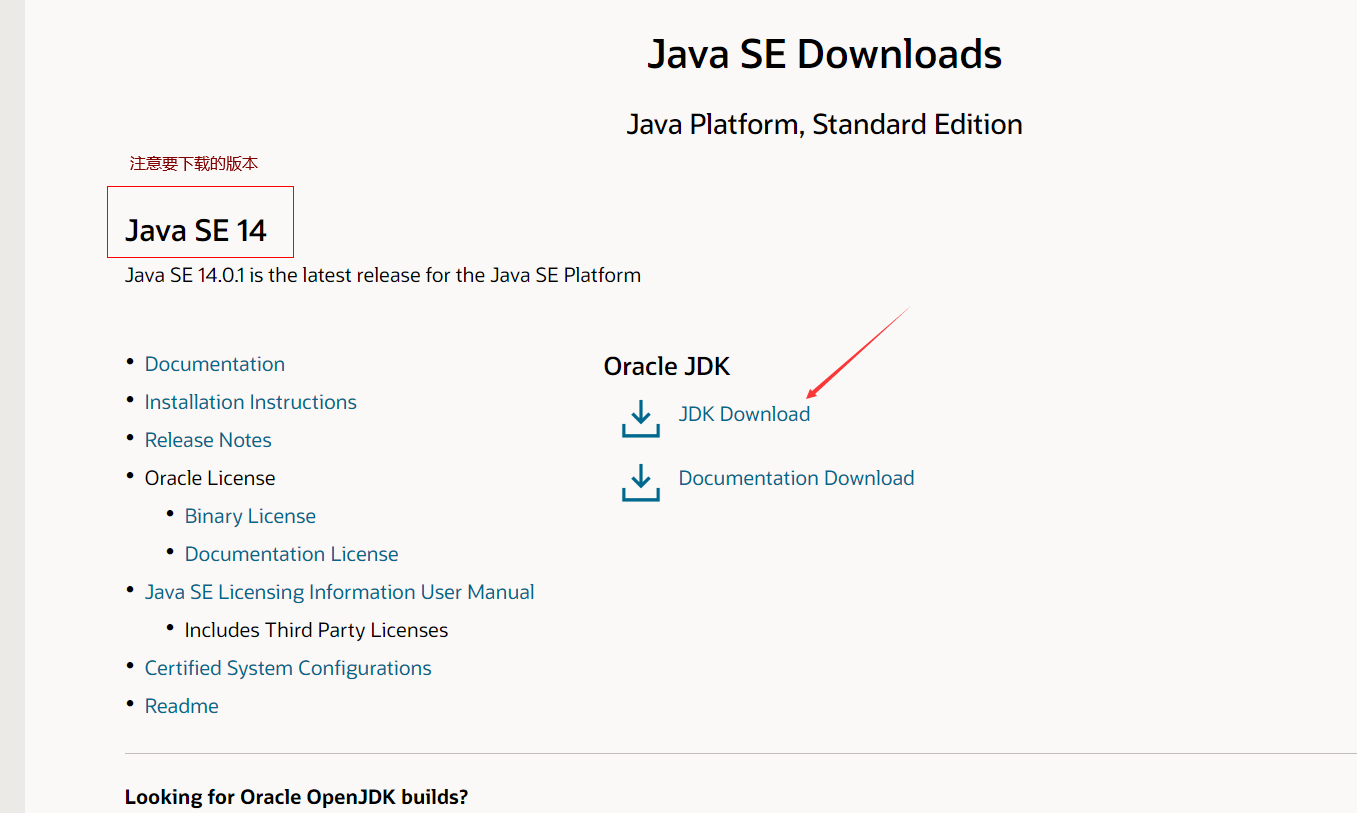 Java SE Downloads
Java Platform, Standard Edition
注意要下载的版本
Java SE 14
Java SE 14.0.1 is the latest release for the Java SE Platform
Documentation
Installation Instructions
Release Notes
Oracle License
Binary License
Documentation License
Java SE Licensing Information User Manual
Includes Third Party Licenses
Certified System Configurations
Readme
Oracle JDK
JDK Download
Documentation Download
Looking for Oracle OpenJDK builds?